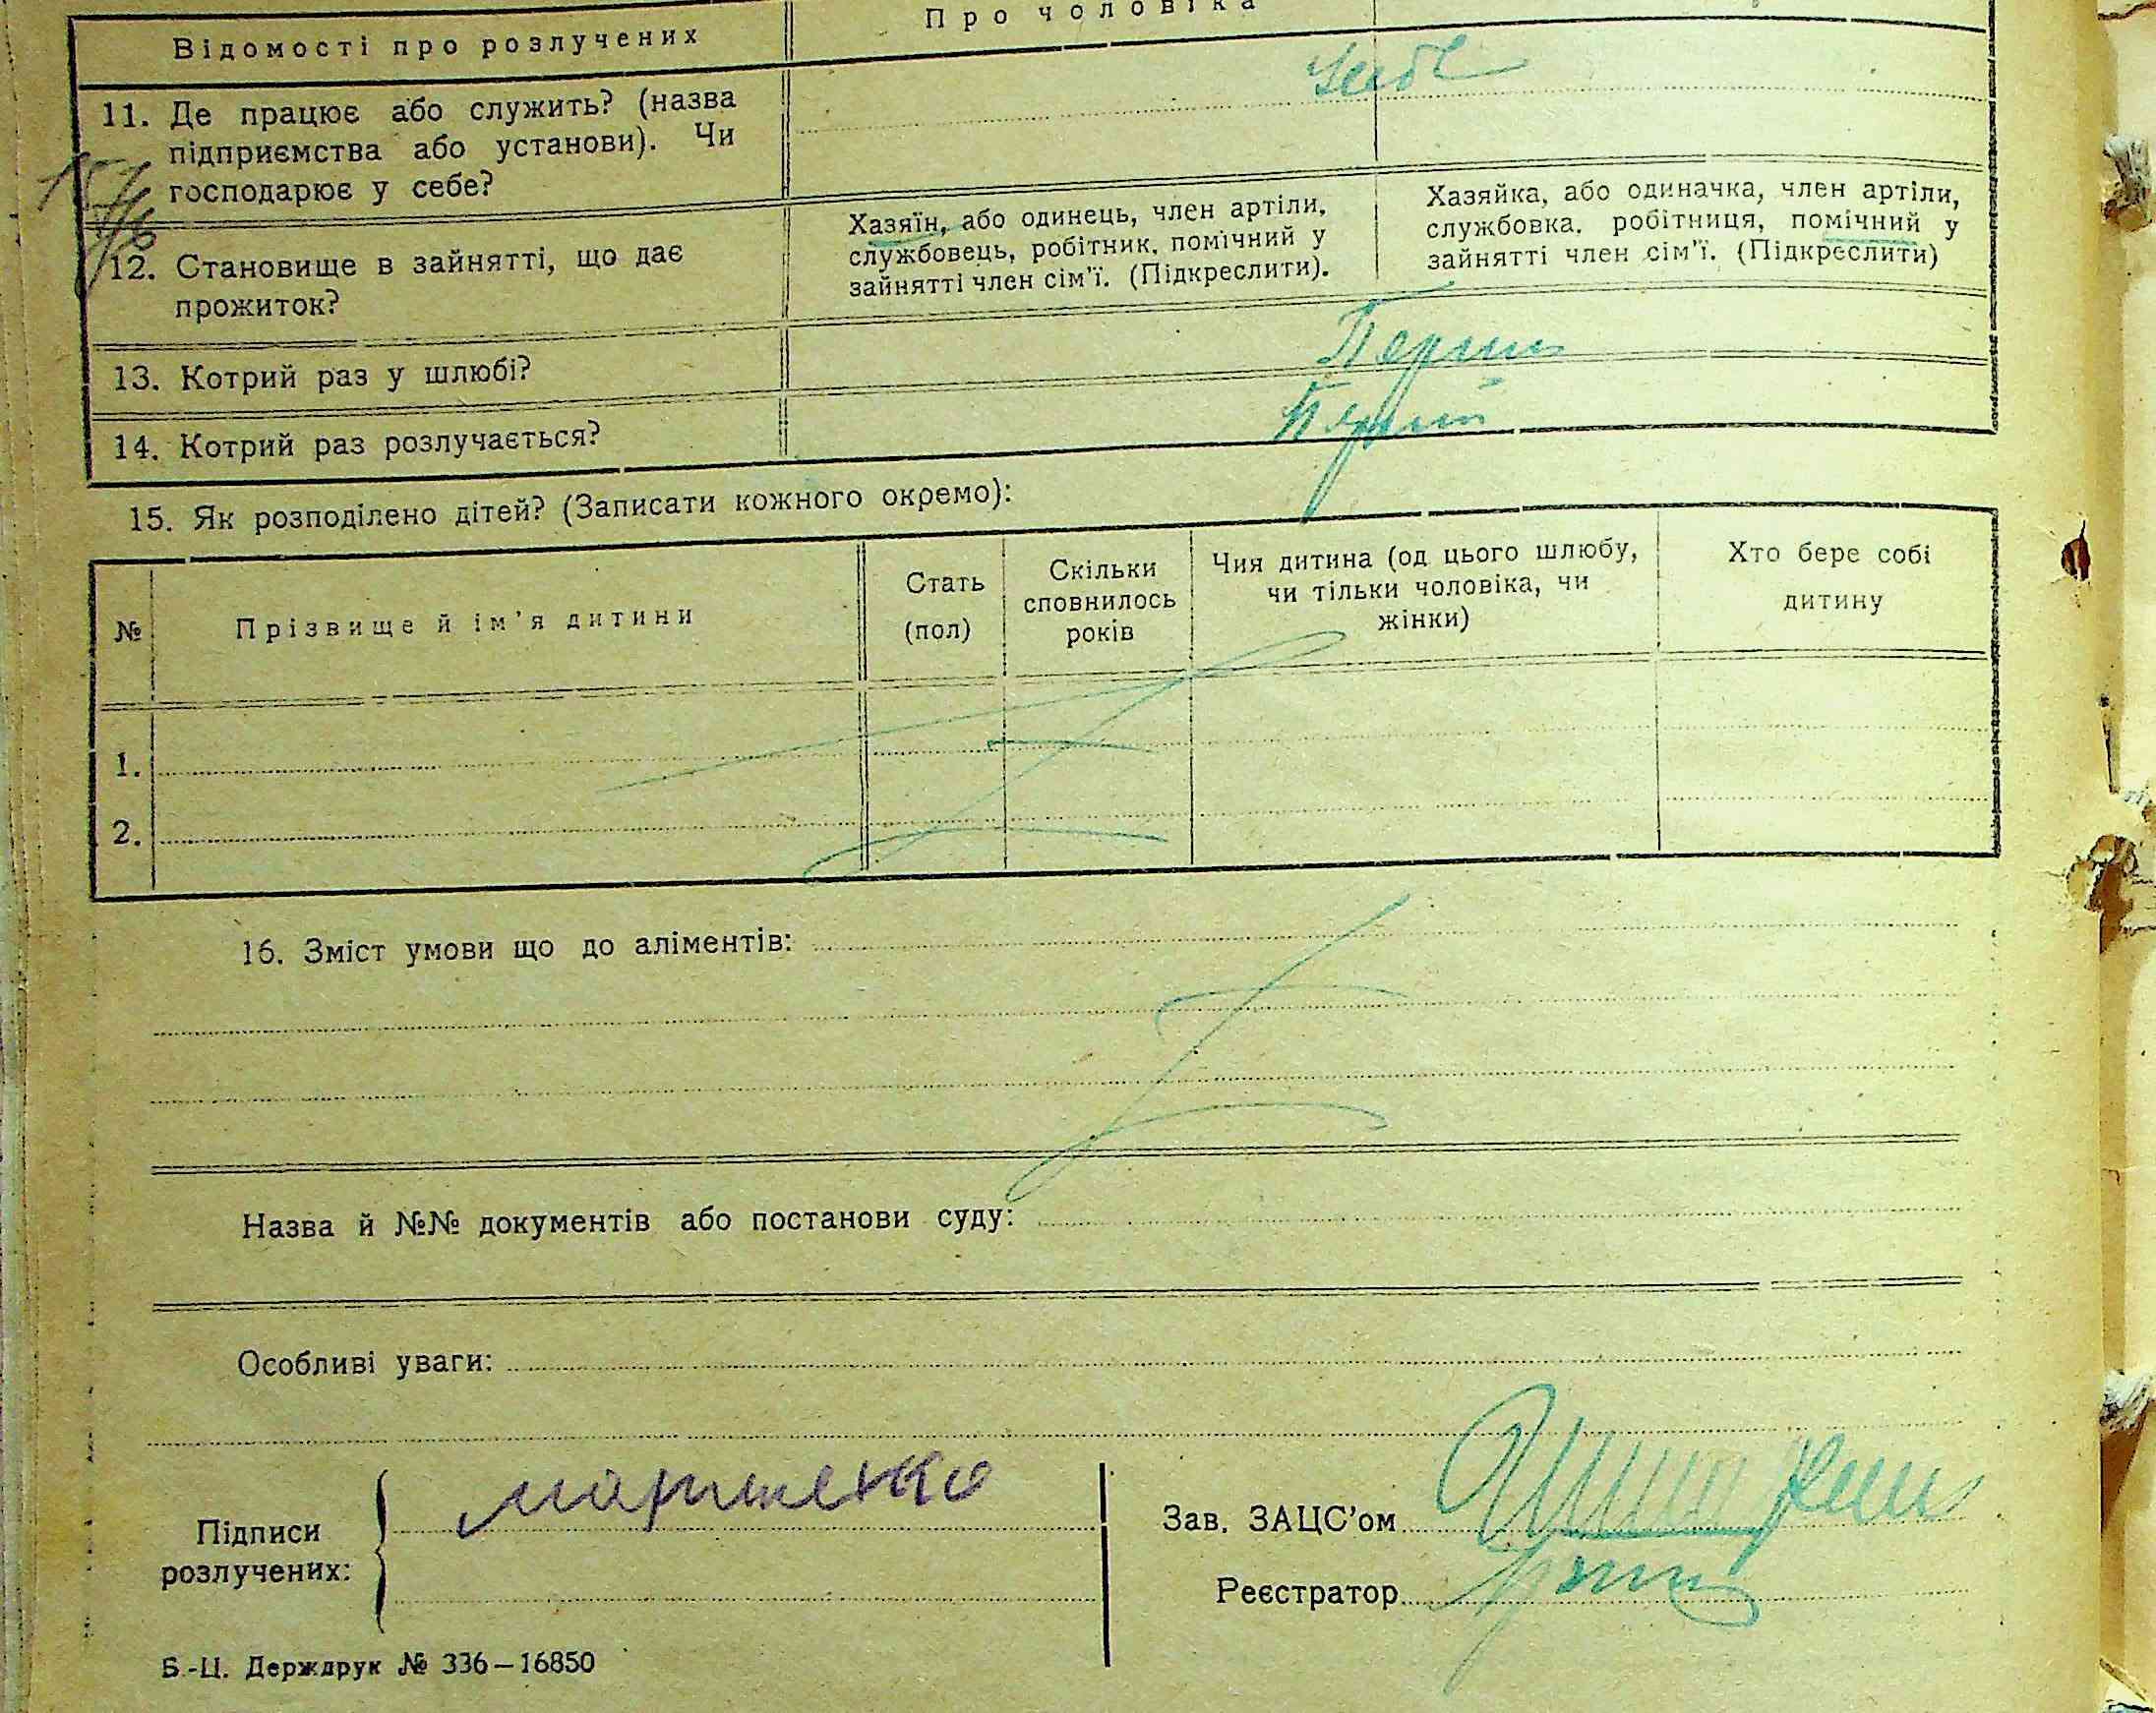 Відомості про розлучених
Про чоловіка
11. Де працює або служить? (назва
підприємства або установи). Чи
господарює у себе?
12. Становище в зайнятті, що дає
прожиток?
Хазяїн, або одинець, член артіли,
службовець, робітник, помічний у
зайнятті член сім'ї. (Підкреслити).
Хазяйка, або одиначка, член артіли,
службовка, робітниця, помічний у
зайнятті член сім'ї. (Підкреслити)
13. Котрий раз у шлюбі?
14. Котрий раз розлучається?
15. Як розподілено дітей? (Записати кожного окремо):
№
Прізвище й ім'я дитини
Стать
(пол)
Скільки
сповнилось
років
Чия дитина (од цього шлюбу,
чи тільки чоловіка, чи
жінки)
Хто бере собі
дитину
1.
2.
16. Зміст умови що до аліментів:
Назва й №№ документів або постанови суду:
Особливі уваги:
Підписи
розлучених:
Зав. ЗАЦС'ом
Реєстратор
Б.-Ц. Держдрук № 336–16850